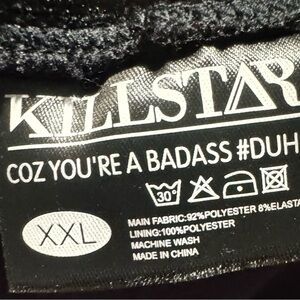 KILLSTAR
COZ YOU'RE A BADASS #DUH
30°
XXL
MAIN FABRIC:92%POLYESTER 8%ELASTA
LINING:100%POLYESTER
MACHINE WASH
MADE IN CHINA